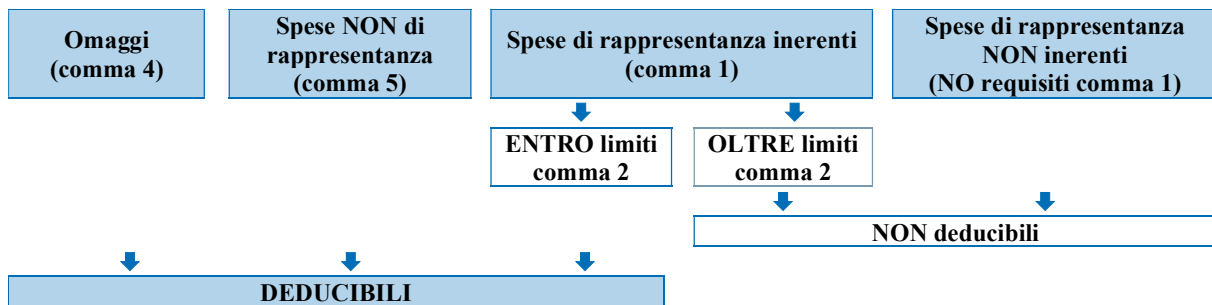 Omaggi
(comma 4)
Spese NON di
rappresentanza
(comma 5)
Spese di rappresentanza inerenti
(comma 1)
Spese di rappresentanza
NON inerenti
(NO requisiti comma 1)
ENTRO limiti
comma 2
OLTRE limiti
comma 2
NON deducibili
DEDUCIBILI